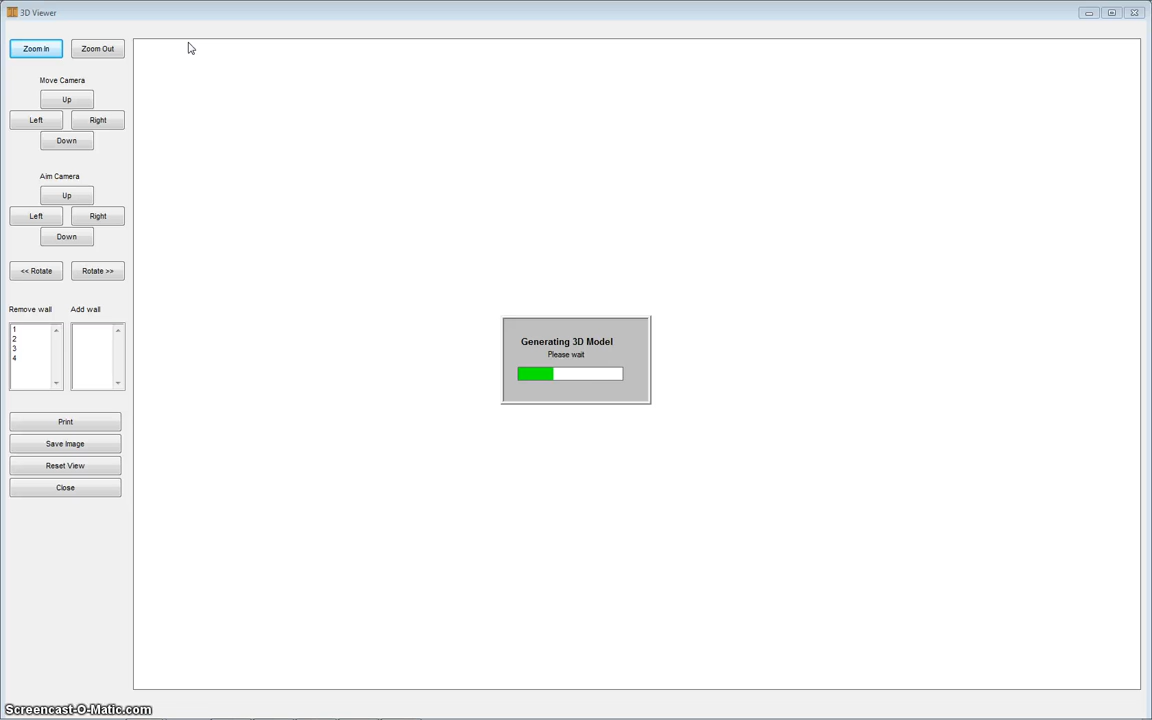 3D Viewer
Zoom In Zoom Out
Move Camera
Up
Left Right
Down
Aim Camera
Up
Left Right
Down
<< Rotate Rotate >>
Remove wall Add wall
1
2
3
4
Print
Save Image
Reset View
Close
Generating 3D Model
Please wait
Screencast-O-Matic.com